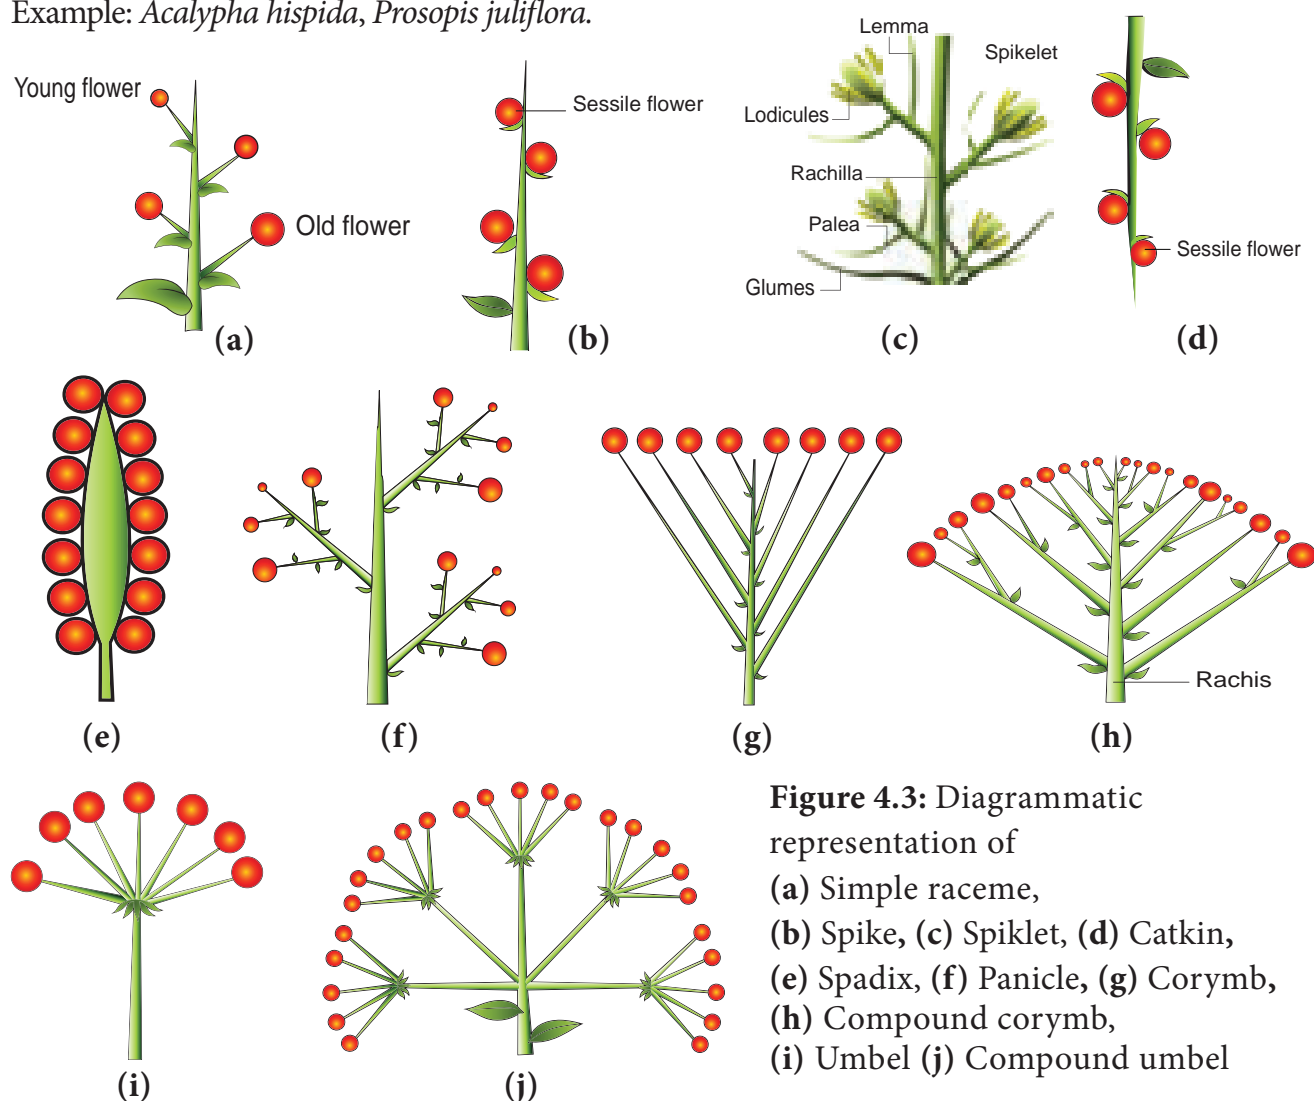 Example: Acalypha hispida, Prosopis juliflora.
Young flower
Old flower
(a)
Sessile flower
(b)
Lemma
Spikelet
Lodicules
Rachilla
Palea
Glumes
(c)
Sessile flower
(d)
(e)
(f)
(g)
Rachis
(h)
(i)
(j)
Figure 4.3: Diagrammatic
representation of
(a) Simple raceme,
(b) Spike, (c) Spiklet, (d) Catkin,
(e) Spadix, (f) Panicle, (g) Corymb,
(h) Compound corymb,
(i) Umbel (j) Compound umbel